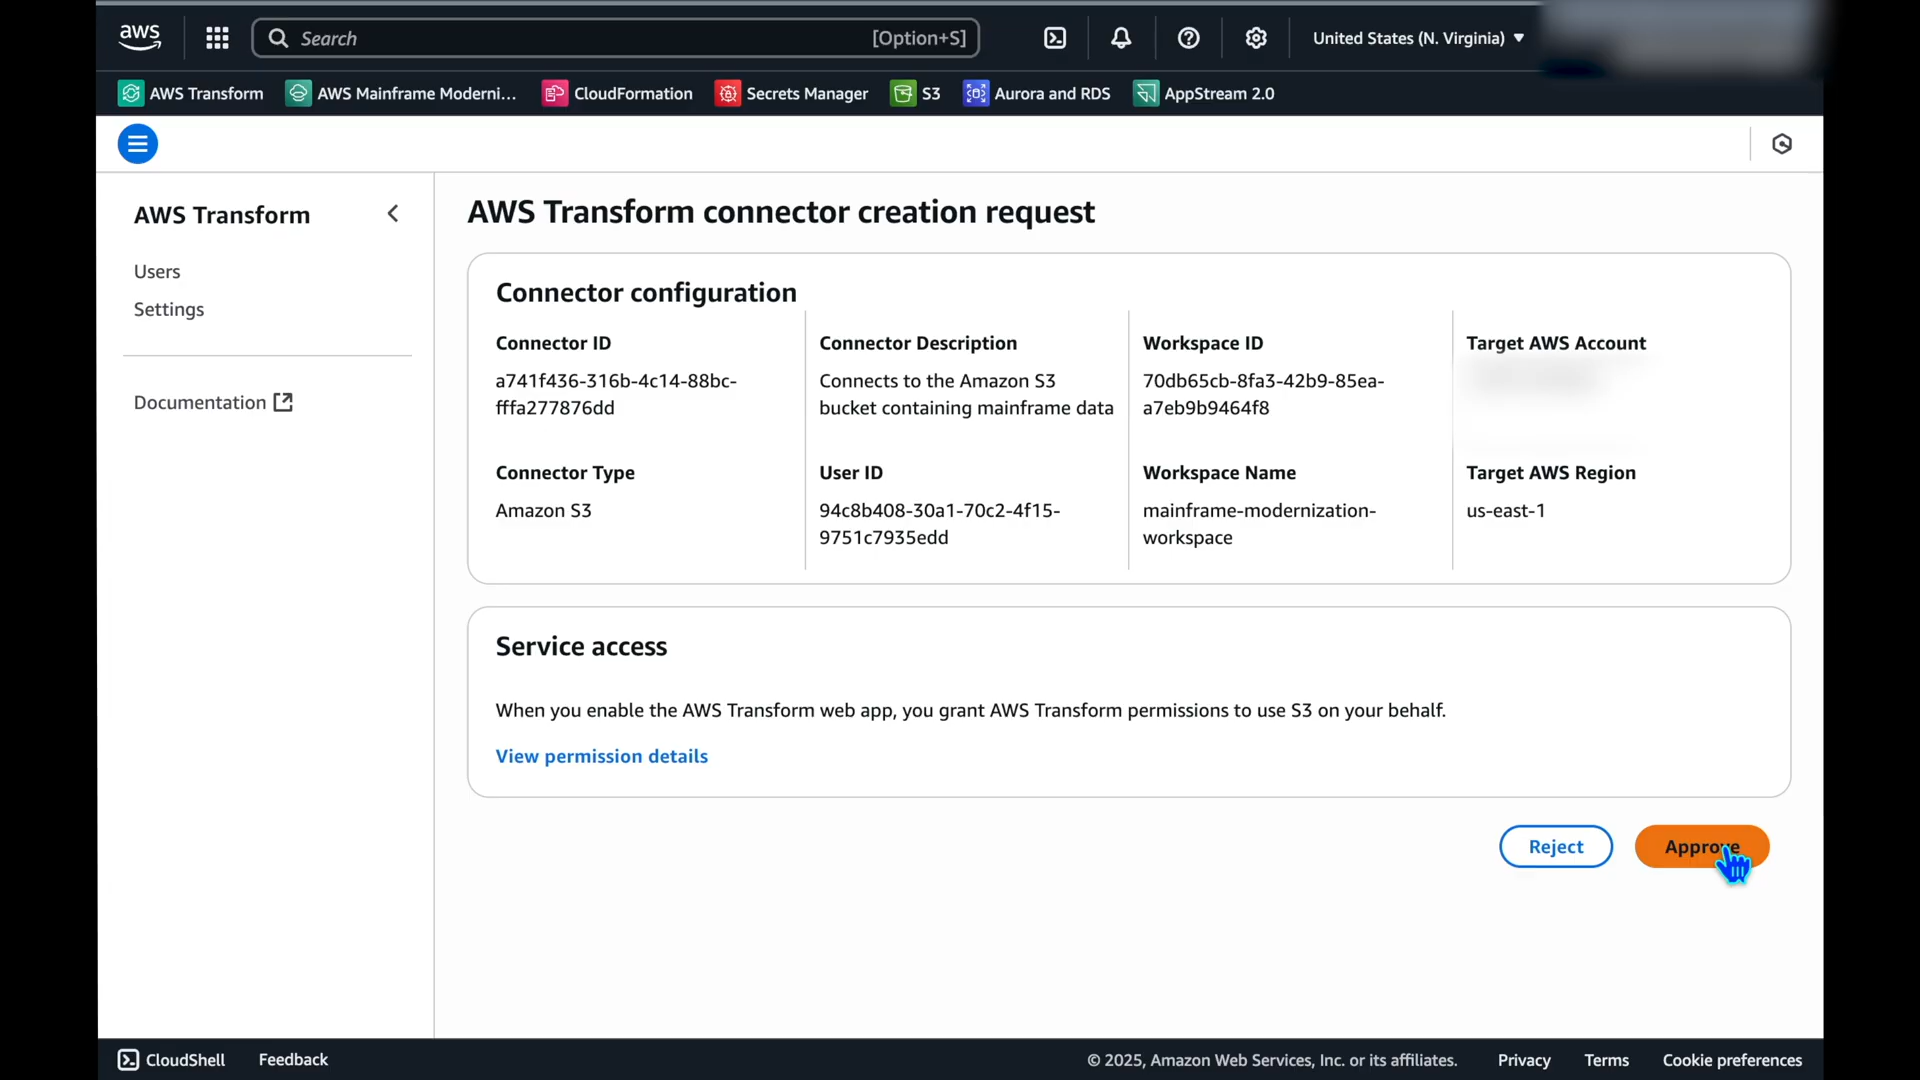 aws
Search
[Option+S]
United States (N. Virginia)
AWS Transform
AWS Mainframe Moderni...
CloudFormation
Secrets Manager
S3
Aurora and RDS
AppStream 2.0
AWS Transform
Users
Settings
Documentation
AWS Transform connector creation request
Connector configuration
Connector ID
a741f436-316b-4c14-88bc-
fffa277876dd
Connector Description
Connects to the Amazon S3
bucket containing mainframe data
Workspace ID
70db65cb-8fa3-42b9-85ea-
a7eb9b9464f8
Target AWS Account
Connector Type
Amazon S3
User ID
94c8b408-30a1-70c2-4f15-
9751c7935edd
Workspace Name
mainframe-modernization-
workspace
Target AWS Region
us-east-1
Service access
When you enable the AWS Transform web app, you grant AWS Transform permissions to use S3 on your behalf.
View permission details
Reject
Approve
CloudShell
Feedback
© 2025, Amazon Web Services, Inc. or its affiliates.
Privacy
Terms
Cookie preferences